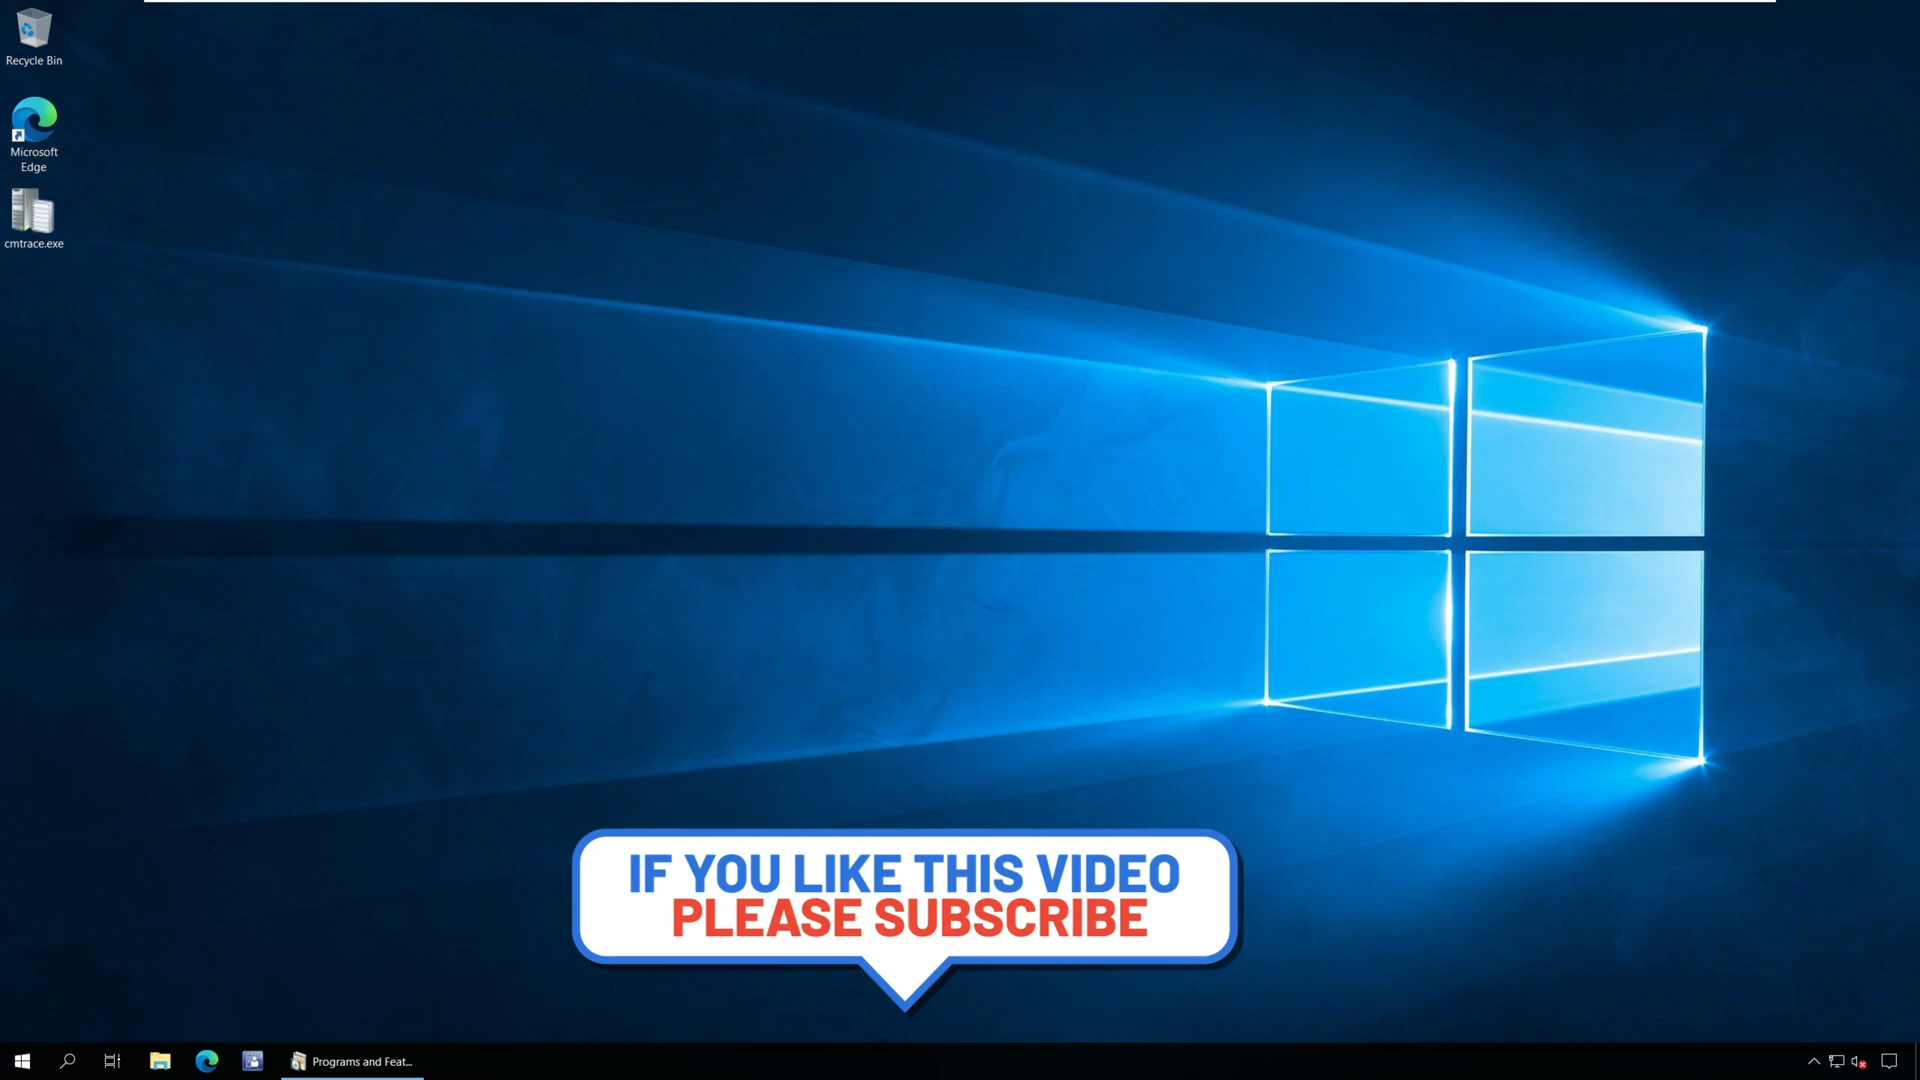 Recycle Bin
Microsoft
Edge
cmtrace.exe
IF YOU LIKE THIS VIDEO
PLEASE SUBSCRIBE
Programs and Feat...